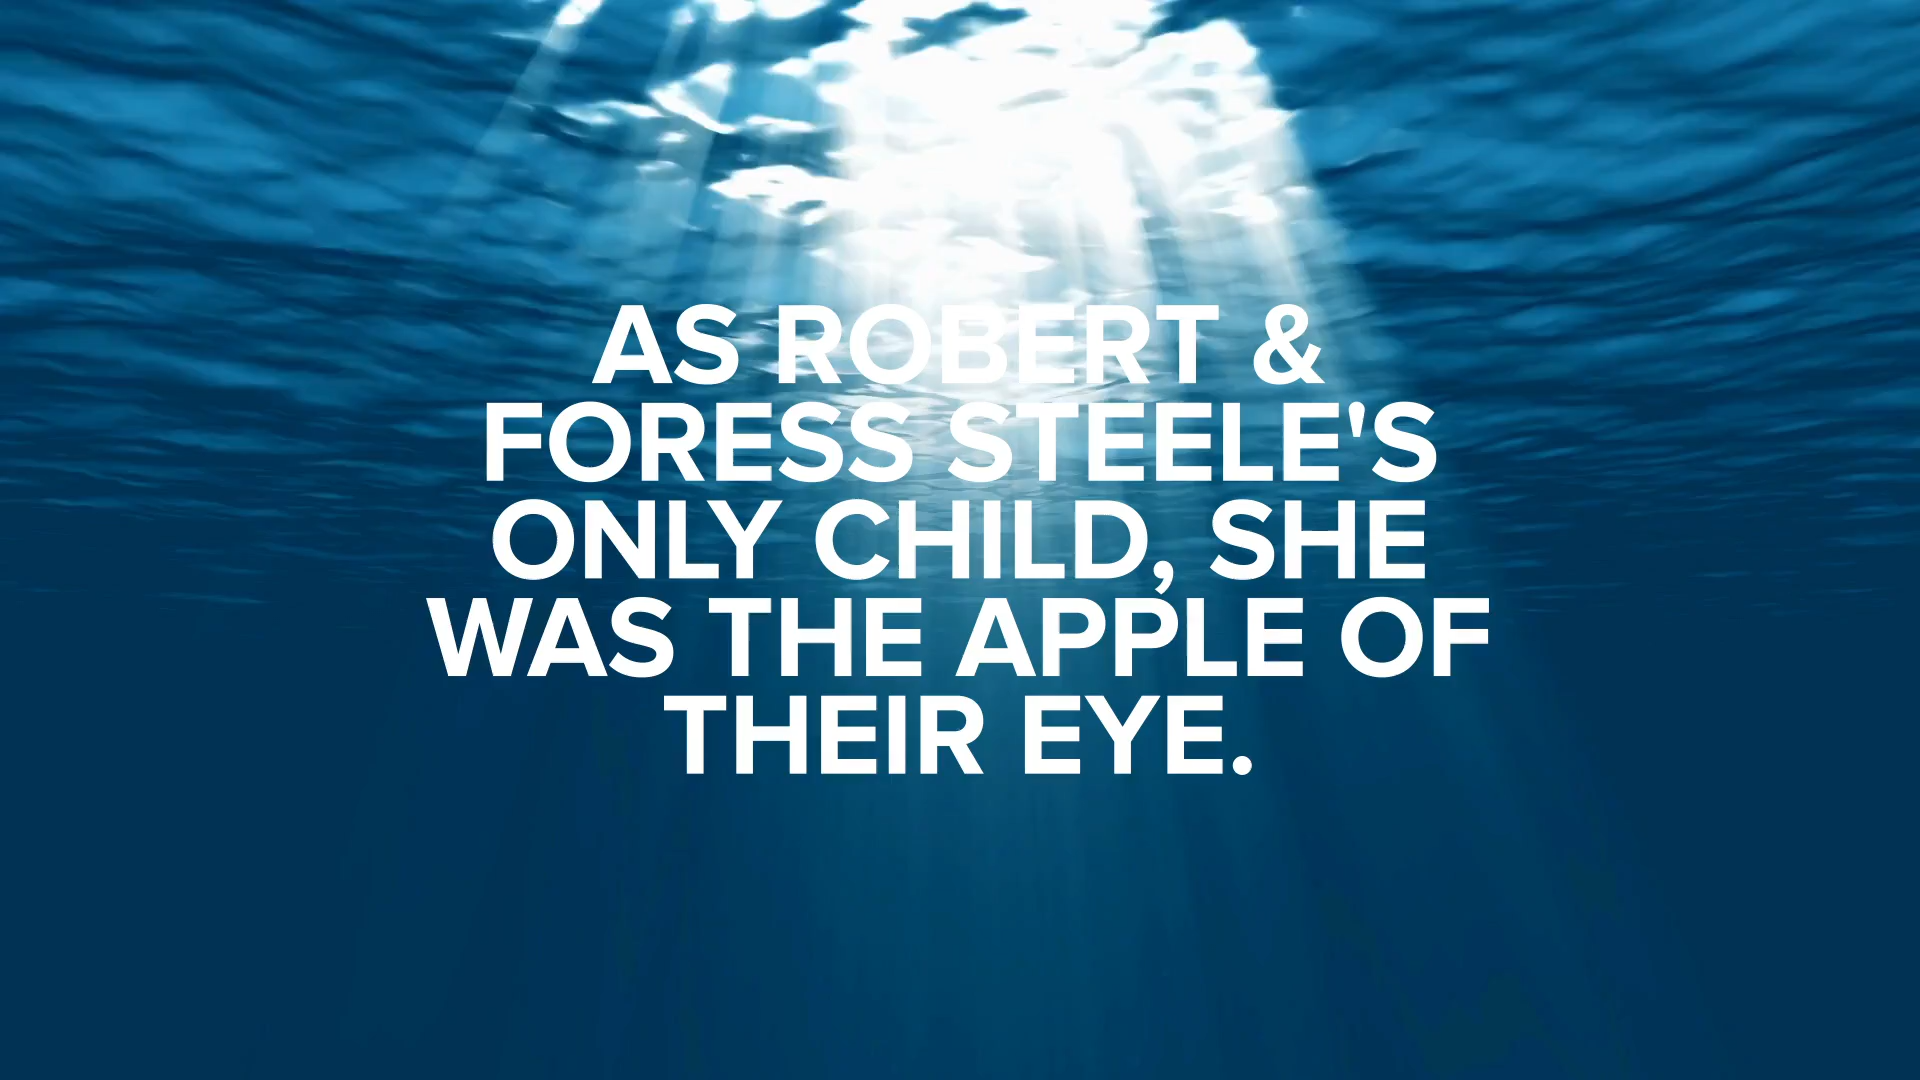 AS ROBERT &
FORESS STEELE'S
ONLY CHILD, SHE
WAS THE APPLE OF
THEIR EYE.